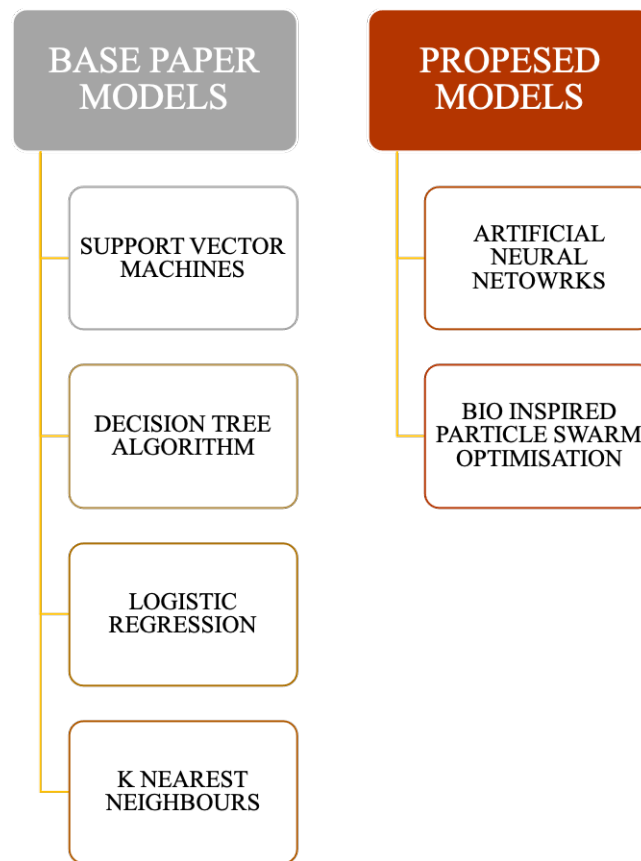 BASE PAPER
MODELS
SUPPORT VECTOR
MACHINES
DECISION TREE
ALGORITHM
LOGISTIC
REGRESSION
K NEAREST
NEIGHBOURS
PROPESED
MODELS
ARTIFICIAL
NEURAL
NETOWRKS
BIO INSPIRED
PARTICLE SWARM
OPTIMISATION